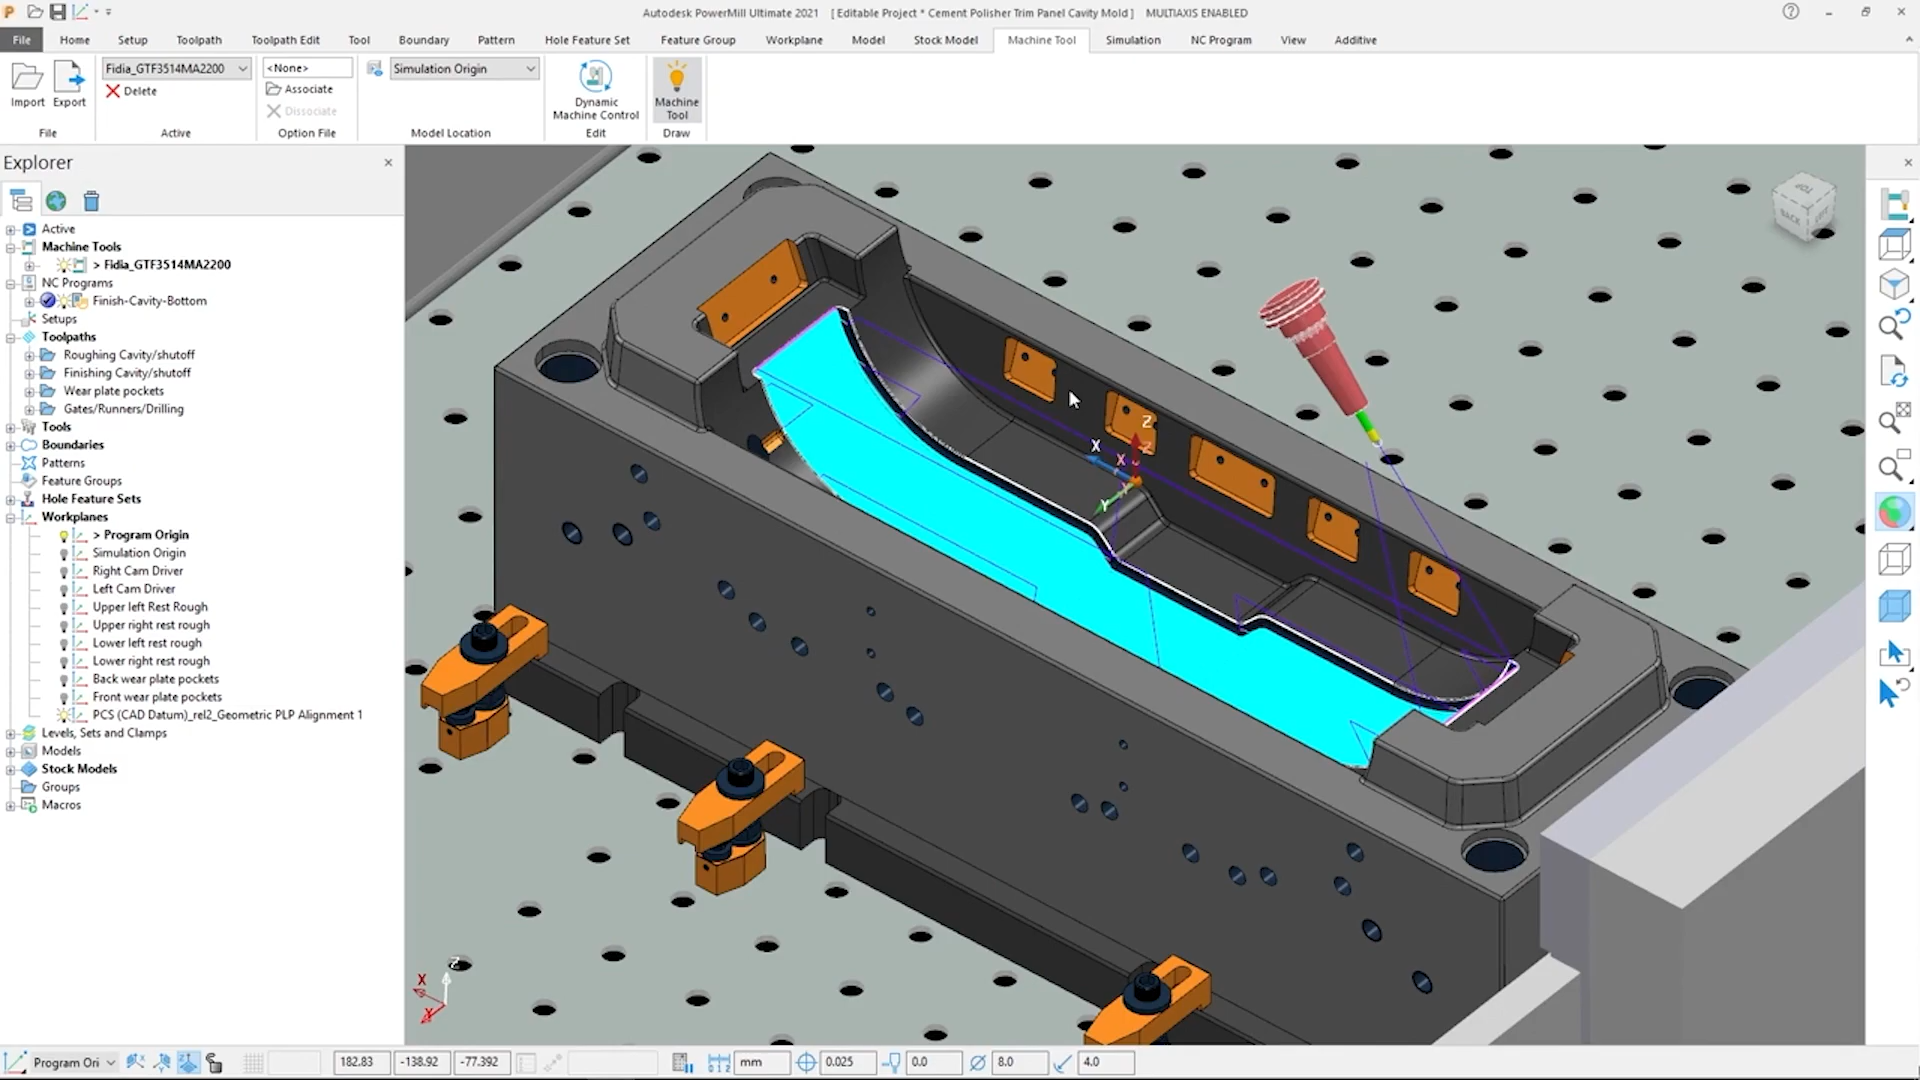 Autodesk PowerMill Ultimate 2021 [ Editable Project * Cement Polisher Trim Panel Cavity Mold ] MULTIAXIS ENABLED
File Home Setup Toolpath Toolpath Edit Tool Boundary Pattern Hole Feature Set Feature Group Workplane Model Stock Model Machine Tool Simulation NC Program View Additive
Fidia_GTF3514MA2200 <None> Simulation Origin
Import Export Delete Associate Dissociate Dynamic Machine Control Machine Tool
File Active Option File Model Location Edit Draw
Explorer
Active
Machine Tools
> Fidia_GTF3514MA2200
NC Programs
Finish-Cavity-Bottom
Setups
Toolpaths
Roughing Cavity/shutoff
Finishing Cavity/shutoff
Wear plate pockets
Gates/Runners/Drilling
Tools
Boundaries
Patterns
Feature Groups
Hole Feature Sets
Workplanes
> Program Origin
Simulation Origin
Right Cam Driver
Left Cam Driver
Upper left Rest Rough
Upper right rest rough
Lower left rest rough
Lower right rest rough
Back wear plate pockets
Front wear plate pockets
PCS (CAD Datum)_rel2_Geometric PLP Alignment 1
Levels, Sets and Clamps
Models
Stock Models
Groups
Macros
TOP
BACK
Z
X X
Y
Z
X
Y
Program Ori 182.83 -138.92 -77.392 mm 0.025 0.0 8.0 4.0